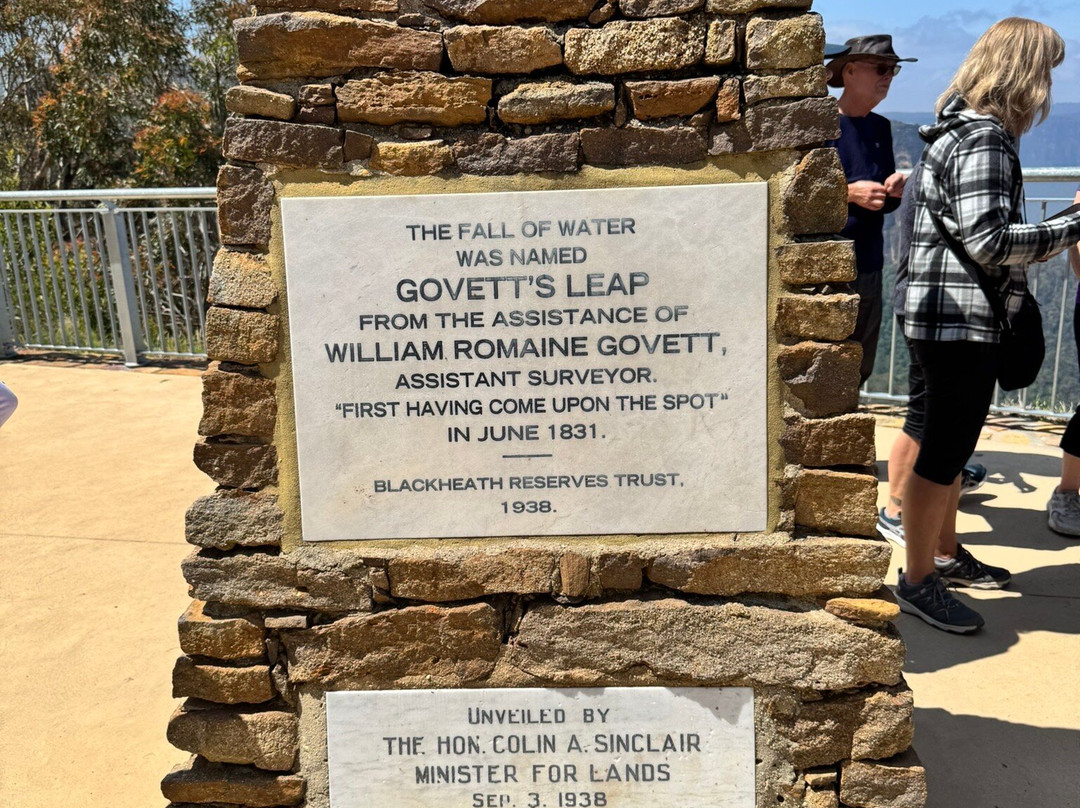 THE FALL OF WATER
WAS NAMED
GOVETT'S LEAP
FROM THE ASSISTANCE OF
WILLIAM ROMAINE GOVETT,
ASSISTANT SURVEYOR.
"FIRST HAVING COME UPON THE SPOT"
IN JUNE 1831.
BLACKHEATH RESERVES TRUST,
1938.
UNVEILED BY
THE HON. COLIN A. SINCLAIR
MINISTER FOR LANDS
SEP. 3. 1938